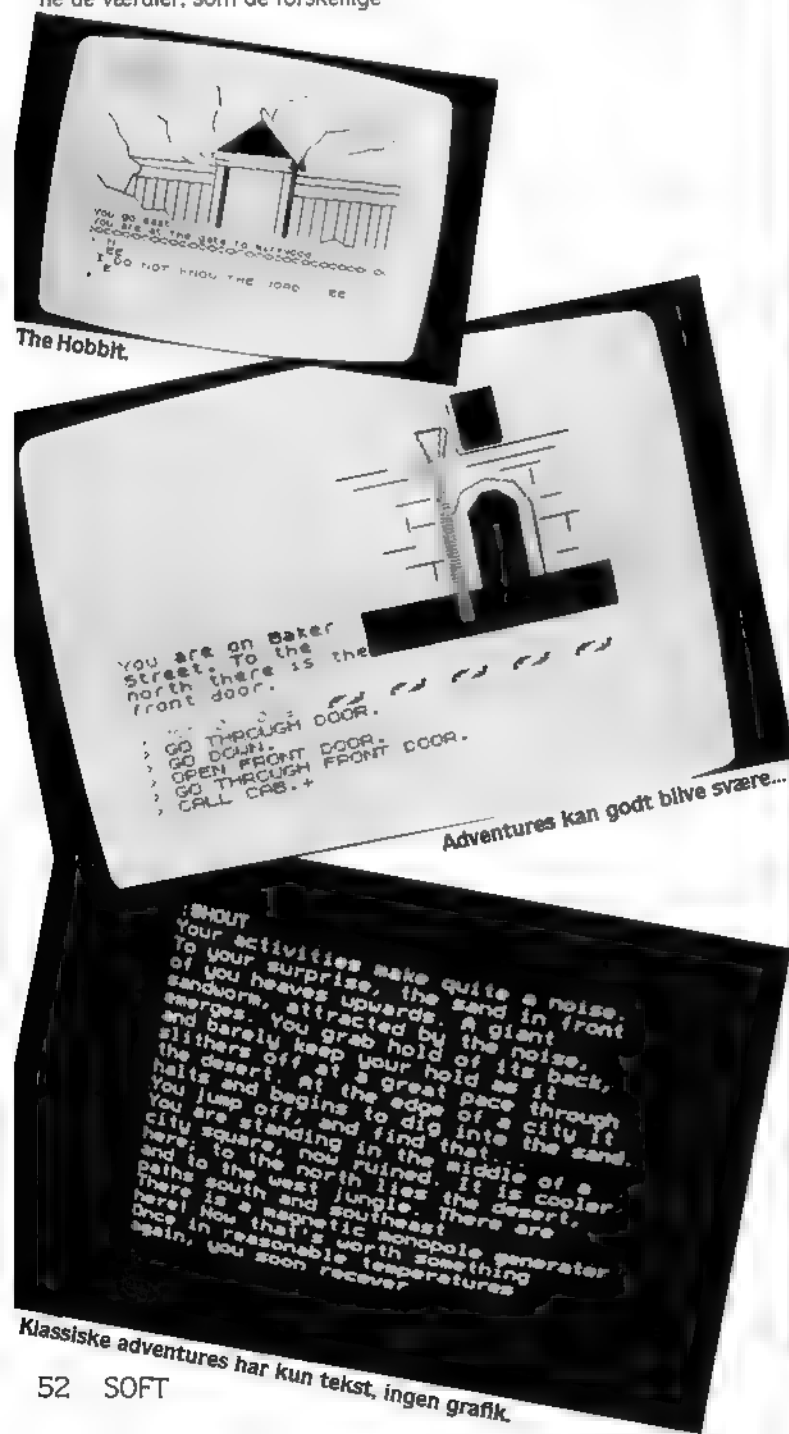 ne de værdier, som de forskellige
You go east
You are at the gate to mirkwood
> N
> EE
I DO NOT KNOW THE WORD EE
> E
The Hobbit.
You are on Baker
street. To the
north there is the
front door.
> GO THROUGH DOOR.
> GO DOWN.
> OPEN FRONT DOOR.
> GO THROUGH FRONT DOOR.
> CALL CAB.+
Adventures kan godt blive svære...
:SHOUT
Your activities make quite a noise.
To your surprise, the sand in front
of you heaves upwards. A giant
sandworm, attracted by the noise,
emerges. You grab hold of its back,
and barely keep your hold as it
slithers off at a great pace through
the desert. At the edge of a city it
halts and begins to dig into the sand.
You jump off, and find that...
You are standing in the middle of a
city square, now ruined. It is cooler
here; to the north lies the desert,
and to the west jungle. There are
paths south and southeast
There is a magnetic monopole generator
here! Now that's worth something
Once in reasonable temperatures
again, you soon recover
Klassiske adventures har kun tekst, ingen grafik.
52 SOFT